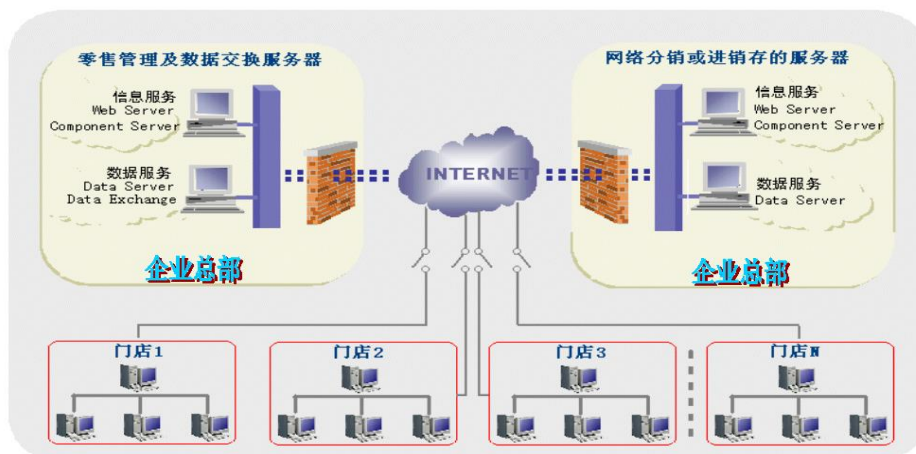 零售管理及数据交换服务器
信息服务
Web Server
Component Server
数据服务
Data Server
Data Exchange
企业总部
INTERNET
网络分销或进销存的服务器
信息服务
Web Server
Component Server
数据服务
Data Server
企业总部
门店1
门店2
门店3
门店N